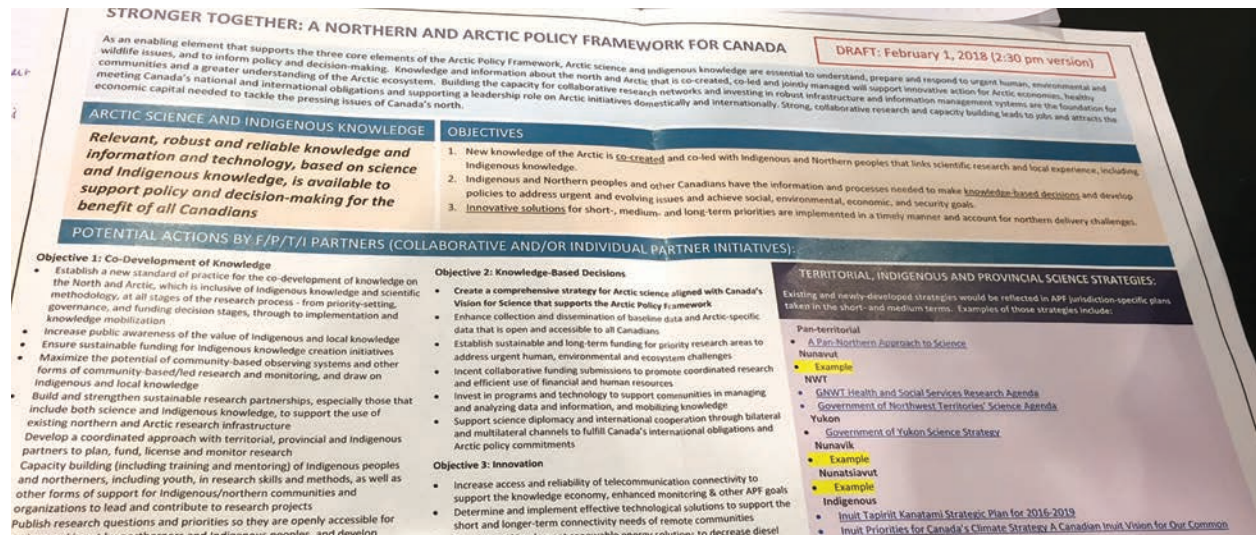 STRONGER TOGETHER: A NORTHERN AND ARCTIC POLICY FRAMEWORK FOR CANADA
DRAFT: February 1, 2018 (2:30 pm version)
As an enabling element that supports the three core elements of the Arctic Policy Framework, Arctic science and indigenous knowledge are essential to understand, prepare and respond to urgent human, environmental and
wildlife issues, and to inform policy and decision-making. Knowledge and information about the north and Arctic that is co-created, co-led and jointly managed will support innovative action for Arctic economies, healthy
communities and a greater understanding of the Arctic ecosystem. Building the capacity for collaborative research networks and investing in robust infrastructure and information management systems are the foundation for
meeting Canada's national and international obligations and supporting a leadership role on Arctic initiatives domestically and internationally. Strong, collaborative research and capacity building leads to jobs and attracts the
economic capital needed to tackle the pressing issues of Canada's north.
ARCTIC SCIENCE AND INDIGENOUS KNOWLEDGE
Relevant, robust and reliable knowledge and
information and technology, based on science
and Indigenous knowledge, is available to
support policy and decision-making for the
benefit of all Canadians
OBJECTIVES
1. New knowledge of the Arctic is co-created and co-led with Indigenous and Northern peoples that links scientific research and local experience, including
Indigenous knowledge.
2. Indigenous and Northern peoples and other Canadians have the information and processes needed to make knowledge-based decisions and develop
policies to address urgent and evolving issues and achieve social, environmental, economic, and security goals.
3. Innovative solutions for short-, medium- and long-term priorities are implemented in a timely manner and account for northern delivery challenges.
POTENTIAL ACTIONS BY F/P/T/I PARTNERS (COLLABORATIVE AND/OR INDIVIDUAL PARTNER INITIATIVES):
Objective 1: Co-Development of Knowledge
• Establish a new standard of practice for the co-development of knowledge on
the North and Arctic, which is inclusive of Indigenous knowledge and scientific
methodology, at all stages of the research process - from priority-setting,
governance, and funding decision stages, through to implementation and
knowledge mobilization
• Increase public awareness of the value of Indigenous and local knowledge
• Ensure sustainable funding for Indigenous knowledge creation initiatives
• Maximize the potential of community-based observing systems and other
forms of community-based/led research and monitoring, and draw on
Indigenous and local knowledge
• Build and strengthen sustainable research partnerships, especially those that
include both science and Indigenous knowledge, to support the use of
existing northern and Arctic research infrastructure
Develop a coordinated approach with territorial, provincial and Indigenous
partners to plan, fund, license and monitor research
Capacity building (including training and mentoring) of Indigenous peoples
and northerners, including youth, in research skills and methods, as well as
other forms of support for Indigenous/northern communities and
organizations to lead and contribute to research projects
Publish research questions and priorities so they are openly accessible for
Objective 2: Knowledge-Based Decisions
• Create a comprehensive strategy for Arctic science aligned with Canada's
Vision for Science that supports the Arctic Policy Framework
• Enhance collection and dissemination of baseline data and Arctic-specific
data that is open and accessible to all Canadians
• Establish sustainable and long-term funding for priority research areas to
address urgent human, environmental and ecosystem challenges
• Incent collaborative funding submissions to promote coordinated research
and efficient use of financial and human resources
• Invest in programs and technology to support communities in managing
and analyzing data and information, and mobilizing knowledge
• Support science diplomacy and international cooperation through bilateral
and multilateral channels to fulfill Canada's international obligations and
Arctic policy commitments
Objective 3: Innovation
• Increase access and reliability of telecommunication connectivity to
support the knowledge economy, enhanced monitoring & other APF goals
• Determine and implement effective technological solutions to support the
short and longer-term connectivity needs of remote communities
to decrease diesel
TERRITORIAL, INDIGENOUS AND PROVINCIAL SCIENCE STRATEGIES:
Existing and newly-developed strategies would be reflected in APF jurisdiction-specific plans
taken in the short- and medium terms. Examples of those strategies include:
Pan-territorial
• A Pan-Northern Approach to Science
Nunavut
• Example
NWT
• GNWT Health and Social Services Research Agenda
• Government of Northwest Territories' Science Agenda
Yukon
• Government of Yukon Science Strategy
Nunavik
• Example
Nunatsiavut
• Example
Indigenous
• Inuit Tapiriit Kanatami Strategic Plan for 2016-2019
• Inuit Priorities for Canada's Climate Strategy A Canadian Inuit Vision for Our Common